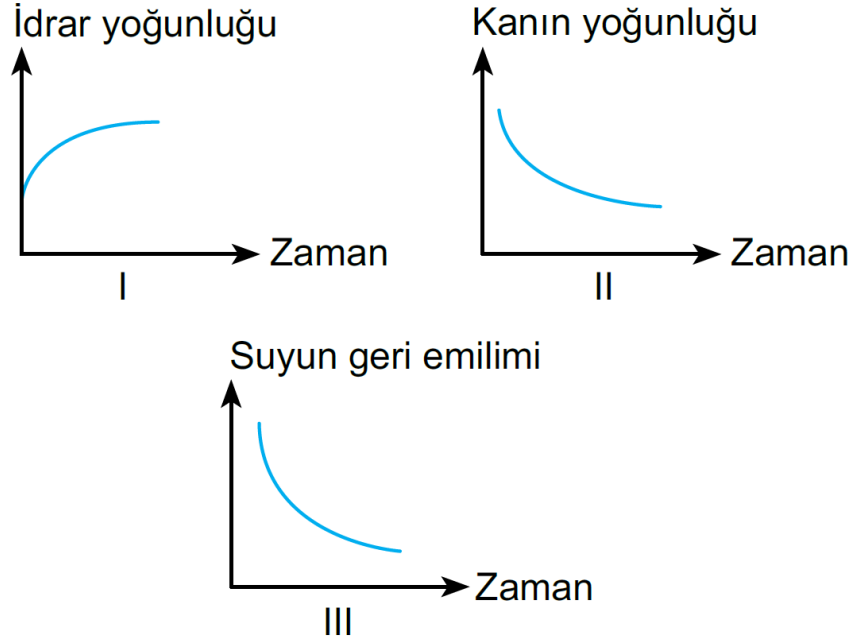 İdrar yoğunluğu
Zaman
I
Kanın yoğunluğu
Zaman
II
Suyun geri emilimi
Zaman
III